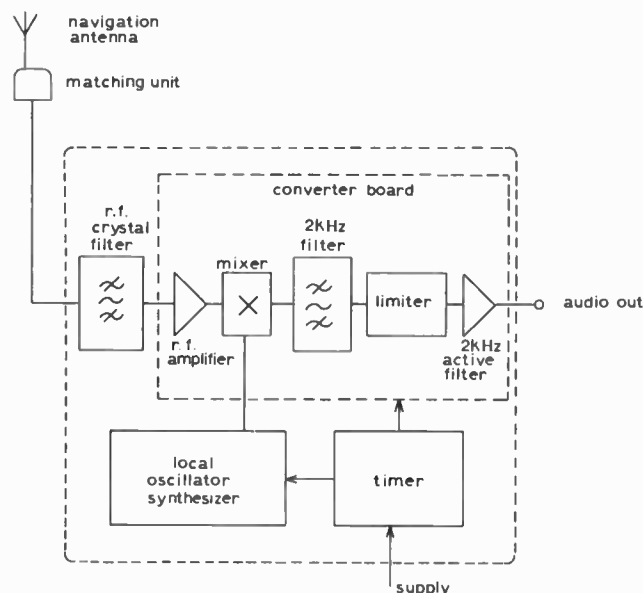 navigation
antenna
matching unit
converter board
r.f.
crystal
filter
mixer
2kHz
filter
limiter
audio out
r.f.
amplifier
2kHz
active
filter
local
oscillator
synthesizer
timer
supply